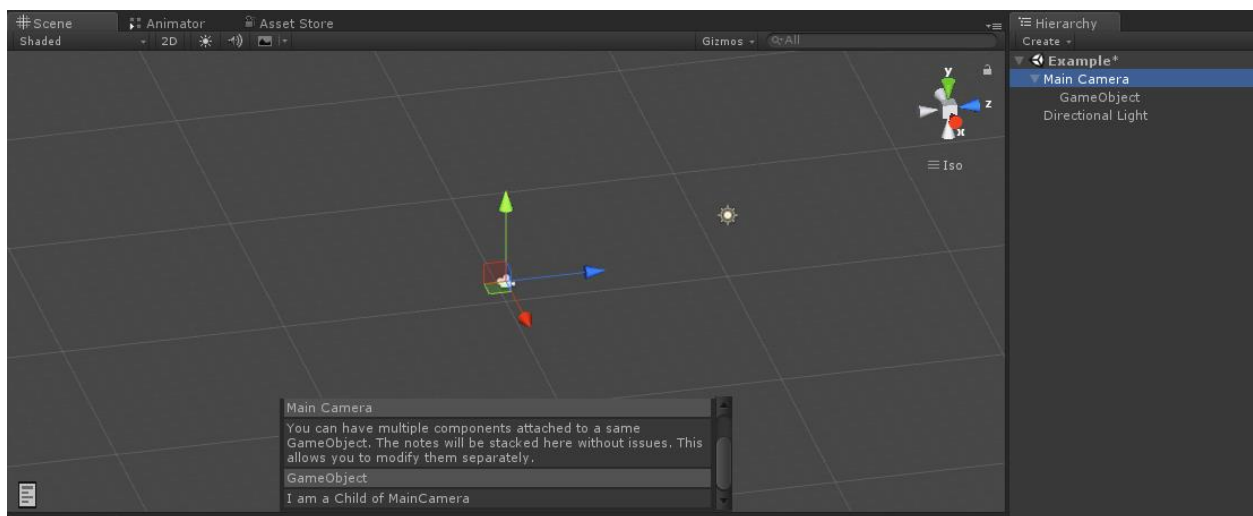 Scene
Animator
Asset Store
Shaded
2D
Gizmos
All
y
z
x
Iso
Main Camera
You can have multiple components attached to a same
GameObject. The notes will be stacked here without issues. This
allows you to modify them separately.
GameObject
I am a Child of MainCamera
Hierarchy
Create
Example*
Main Camera
GameObject
Directional Light